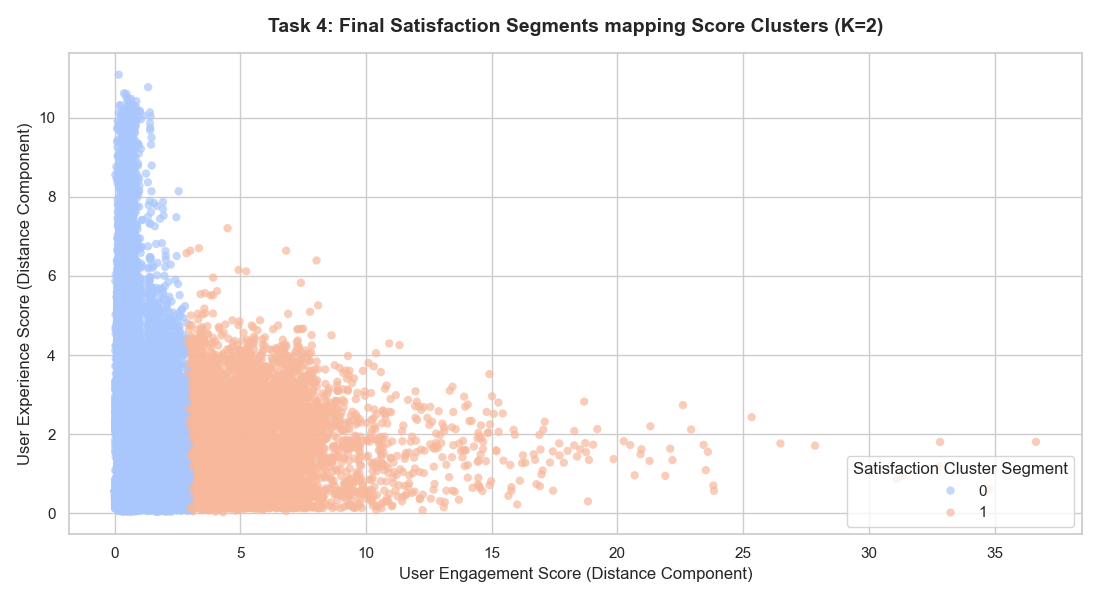 Task 4: Final Satisfaction Segments mapping Score Clusters (K=2)
User Experience Score (Distance Component)
10
8
6
4
2
0
Satisfaction Cluster Segment
0
1
0 5 10 15 20 25 30 35
User Engagement Score (Distance Component)